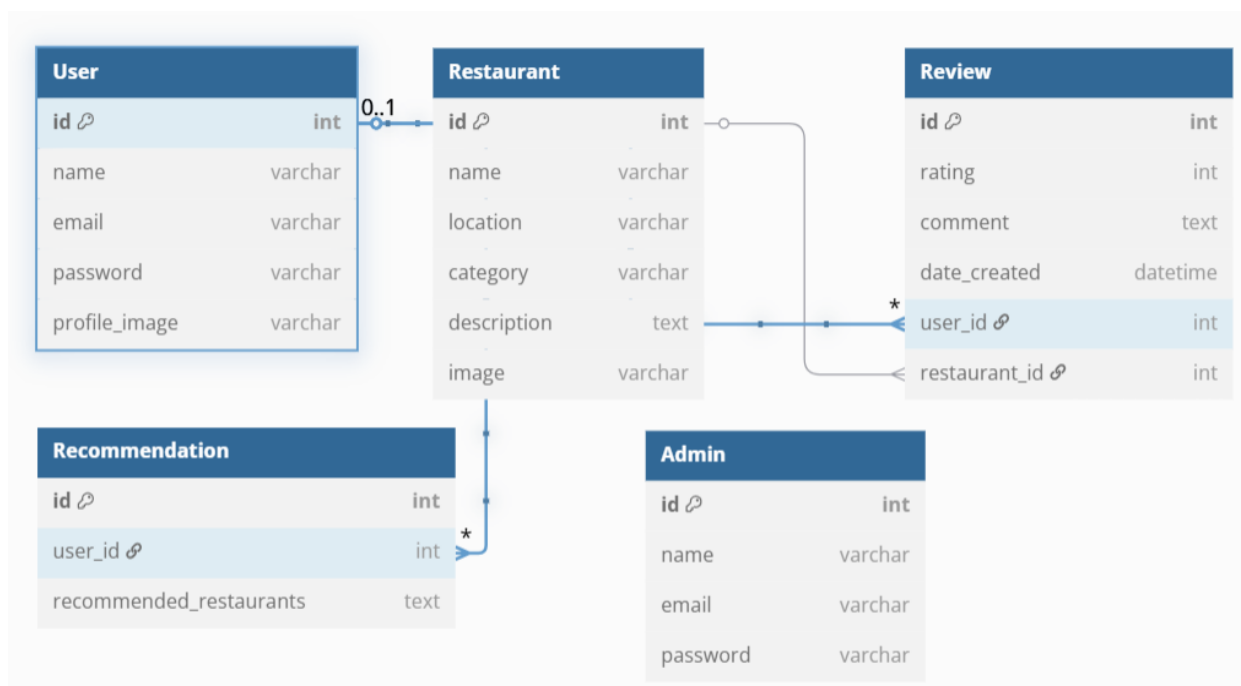 User
id int
name varchar
email varchar
password varchar
profile_image varchar
0..1
Restaurant
id int
name varchar
location varchar
category varchar
description text
image varchar
Review
id int
rating int
comment text
date_created datetime
* user_id int
restaurant_id int
Recommendation
id int
user_id int *
recommended_restaurants text
Admin
id int
name varchar
email varchar
password varchar